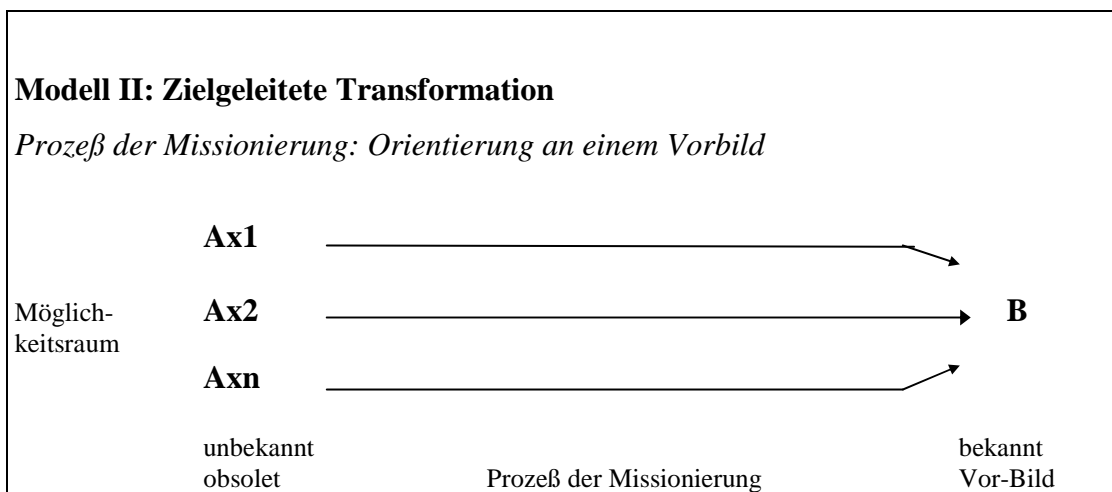 Modell II: Zielgeleitete Transformation
Prozeß der Missionierung: Orientierung an einem Vorbild
Ax1
Möglich- Ax2 B
keitsraum
Axn
unbekannt bekannt
obsolet Prozeß der Missionierung Vor-Bild